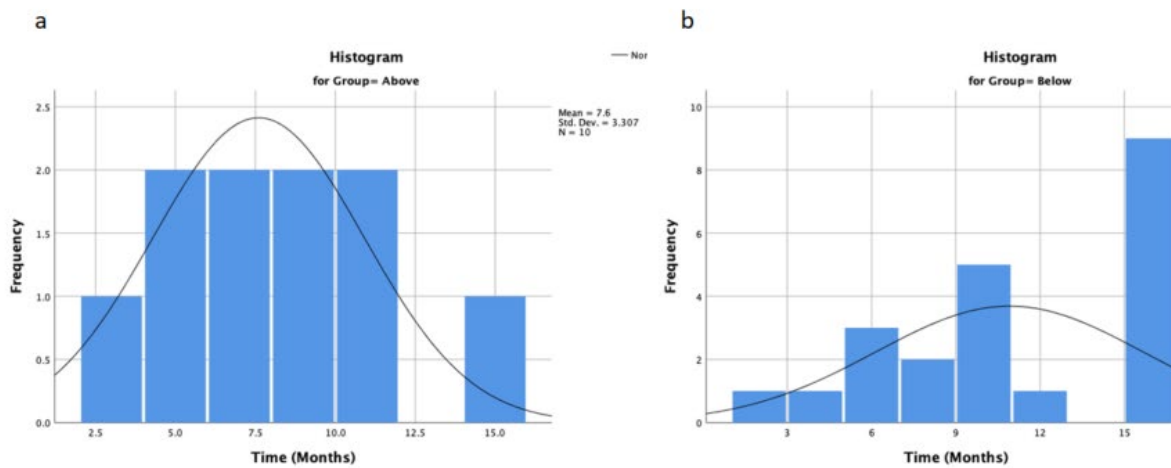 a
Histogram
for Group= Above
Nor
Mean = 7.6
Std. Dev. = 3.307
N = 10
Frequency
2.5
2.0
1.5
1.0
0.5
0.0
2.5 5.0 7.5 10.0 12.5 15.0
Time (Months)
b
Histogram
for Group= Below
Frequency
10
8
6
4
2
0
3 6 9 12 15
Time (Months)